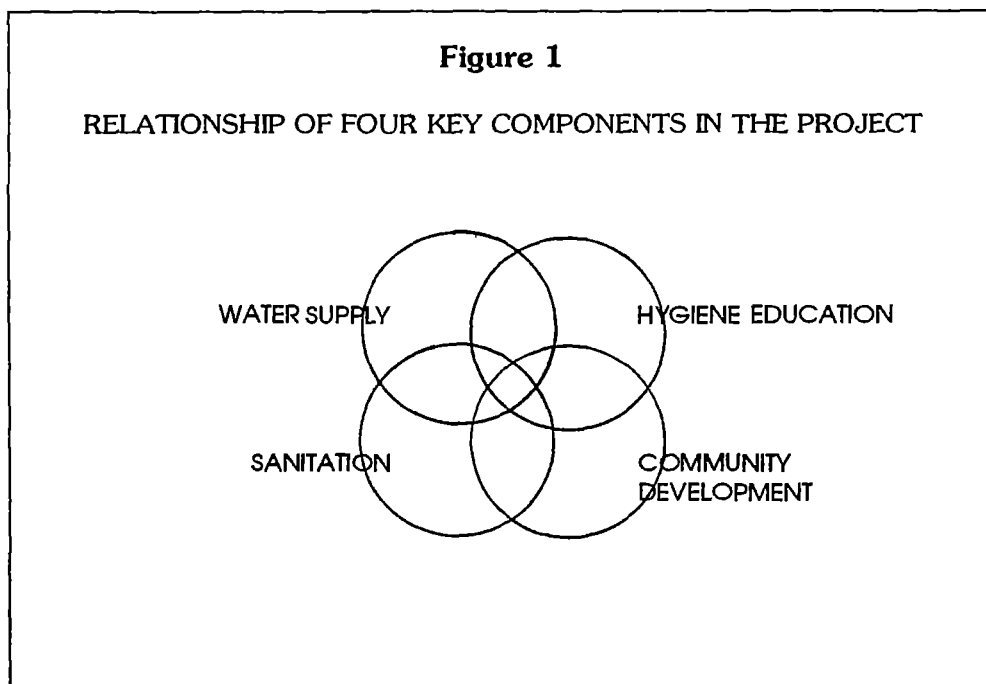 Figure 1
RELATIONSHIP OF FOUR KEY COMPONENTS IN THE PROJECT
WATER SUPPLY
HYGIENE EDUCATION
SANITATION
COMMUNITY
DEVELOPMENT